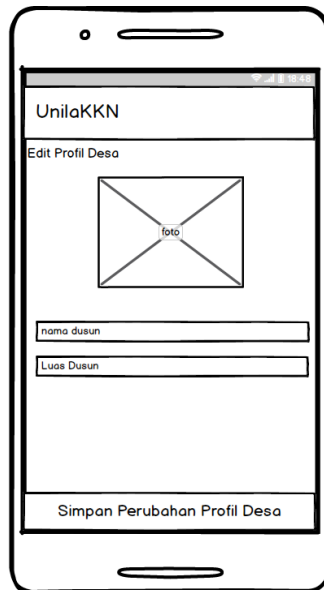 18:48
UnilaKKN
Edit Profil Desa
foto
nama dusun
Luas Dusun
Simpan Perubahan Profil Desa